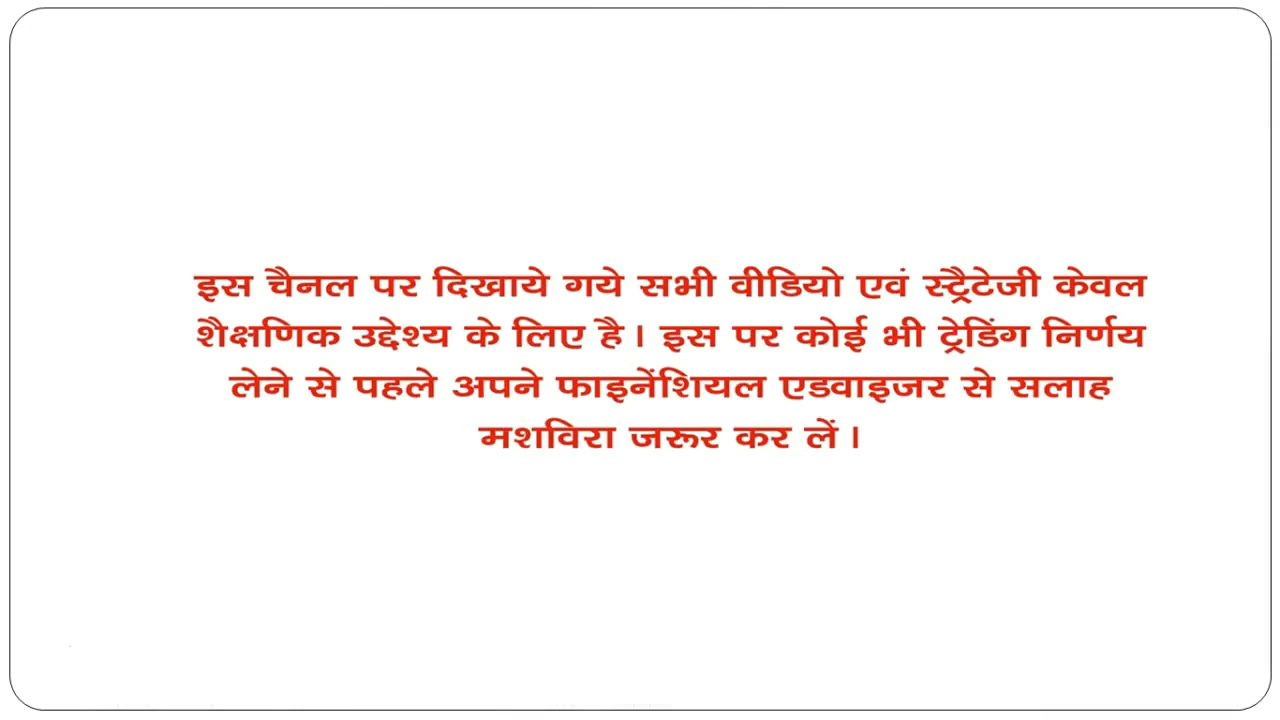 इस चैनल पर दिखाये गये सभी वीडियो एवं स्ट्रैटेजी केवल
शैक्षणिक उद्देश्य के लिए है। इस पर कोई भी ट्रेडिंग निर्णय
लेने से पहले अपने फाइनेंशियल एडवाइजर से सलाह
मशविरा जरूर कर लें।